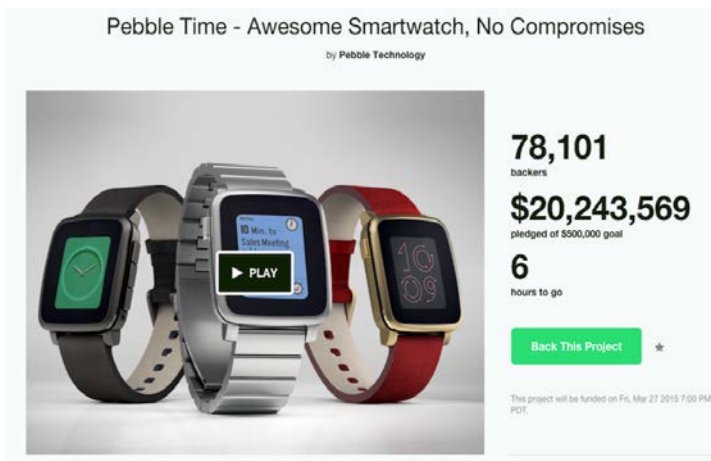 Pebble Time - Awesome Smartwatch, No Compromises
by Pebble Technology
10 Min. to
Sales Meeting
PLAY
10
09
78,101
backers
$20,243,569
pledged of $500,000 goal
6
hours to go
Back This Project
This project will be funded on Fri, Mar 27 2015 7:00 PM
PDT.